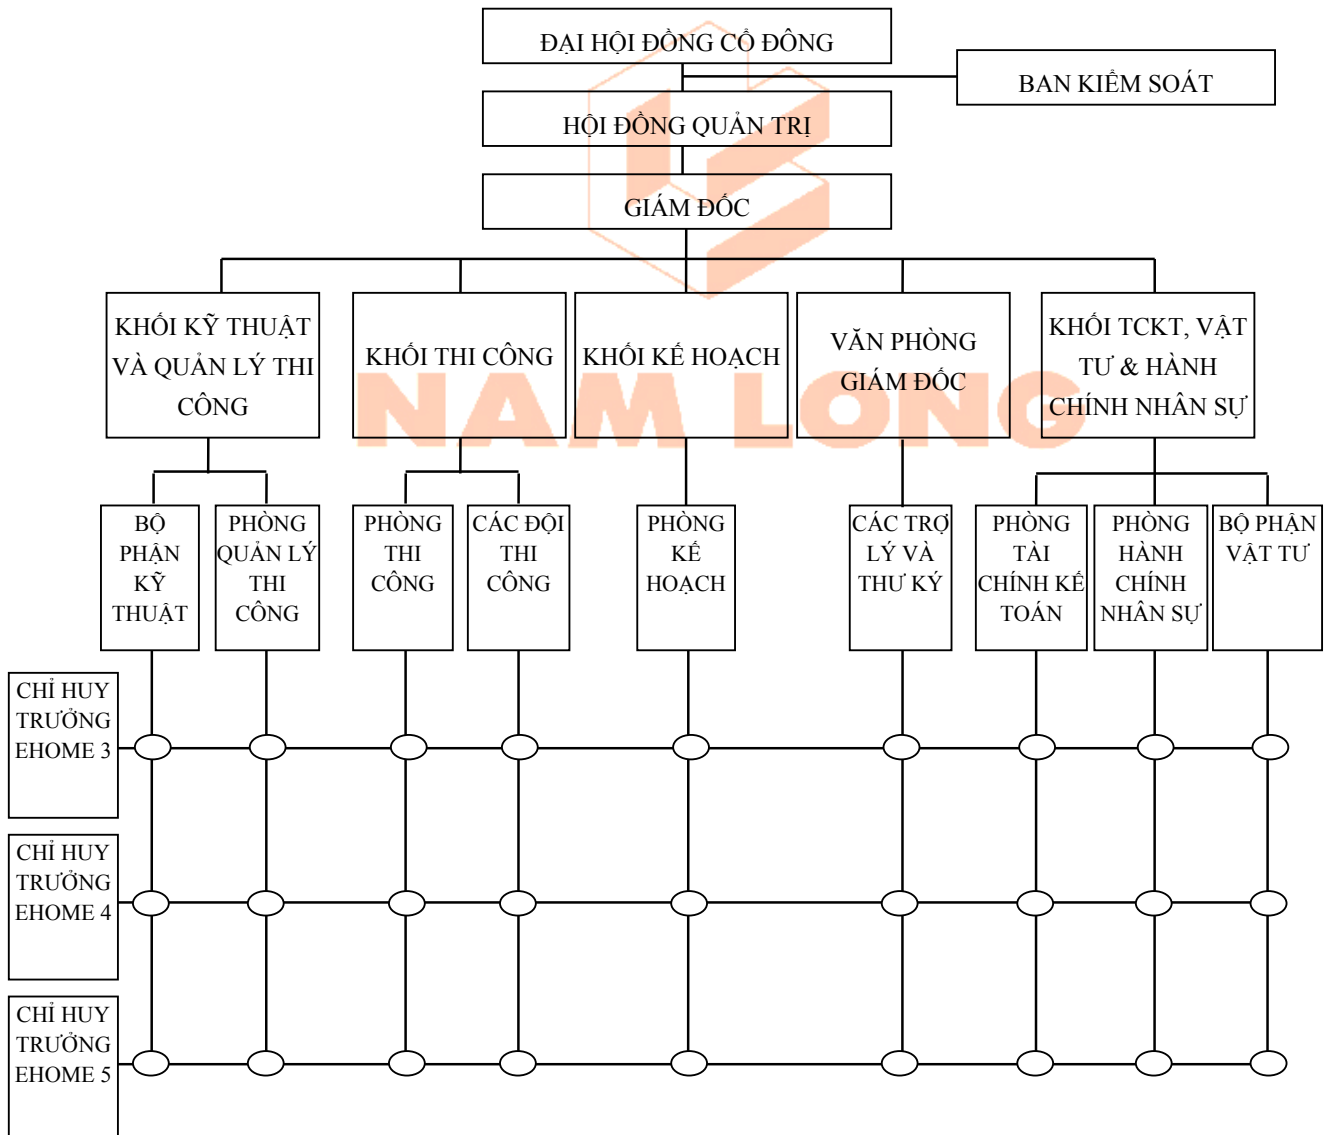 ĐẠI HỘI ĐỒNG CỔ ĐÔNG
BAN KIỂM SOÁT
HỘI ĐỒNG QUẢN TRỊ
GIÁM ĐỐC
KHỐI KỸ THUẬT
VÀ QUẢN LÝ THI
CÔNG
KHỐI THI CÔNG
KHỐI KẾ HOẠCH
VĂN PHÒNG
GIÁM ĐỐC
KHỐI TCKT, VẬT
TƯ & HÀNH
CHÍNH NHÂN SỰ
NAM LONG
BỘ
PHẬN
KỸ
THUẬT
PHÒNG
QUẢN LÝ
THI
CÔNG
PHÒNG
THI
CÔNG
CÁC ĐỘI
THI
CÔNG
PHÒNG
KẾ
HOẠCH
CÁC TRỢ
LÝ VÀ
THƯ KÝ
PHÒNG
TÀI
CHÍNH KẾ
TOÁN
PHÒNG
HÀNH
CHÍNH
NHÂN SỰ
BỘ PHẬN
VẬT TƯ
CHỈ HUY
TRƯỞNG
EHOME 3
CHỈ HUY
TRƯỞNG
EHOME 4
CHỈ HUY
TRƯỞNG
EHOME 5